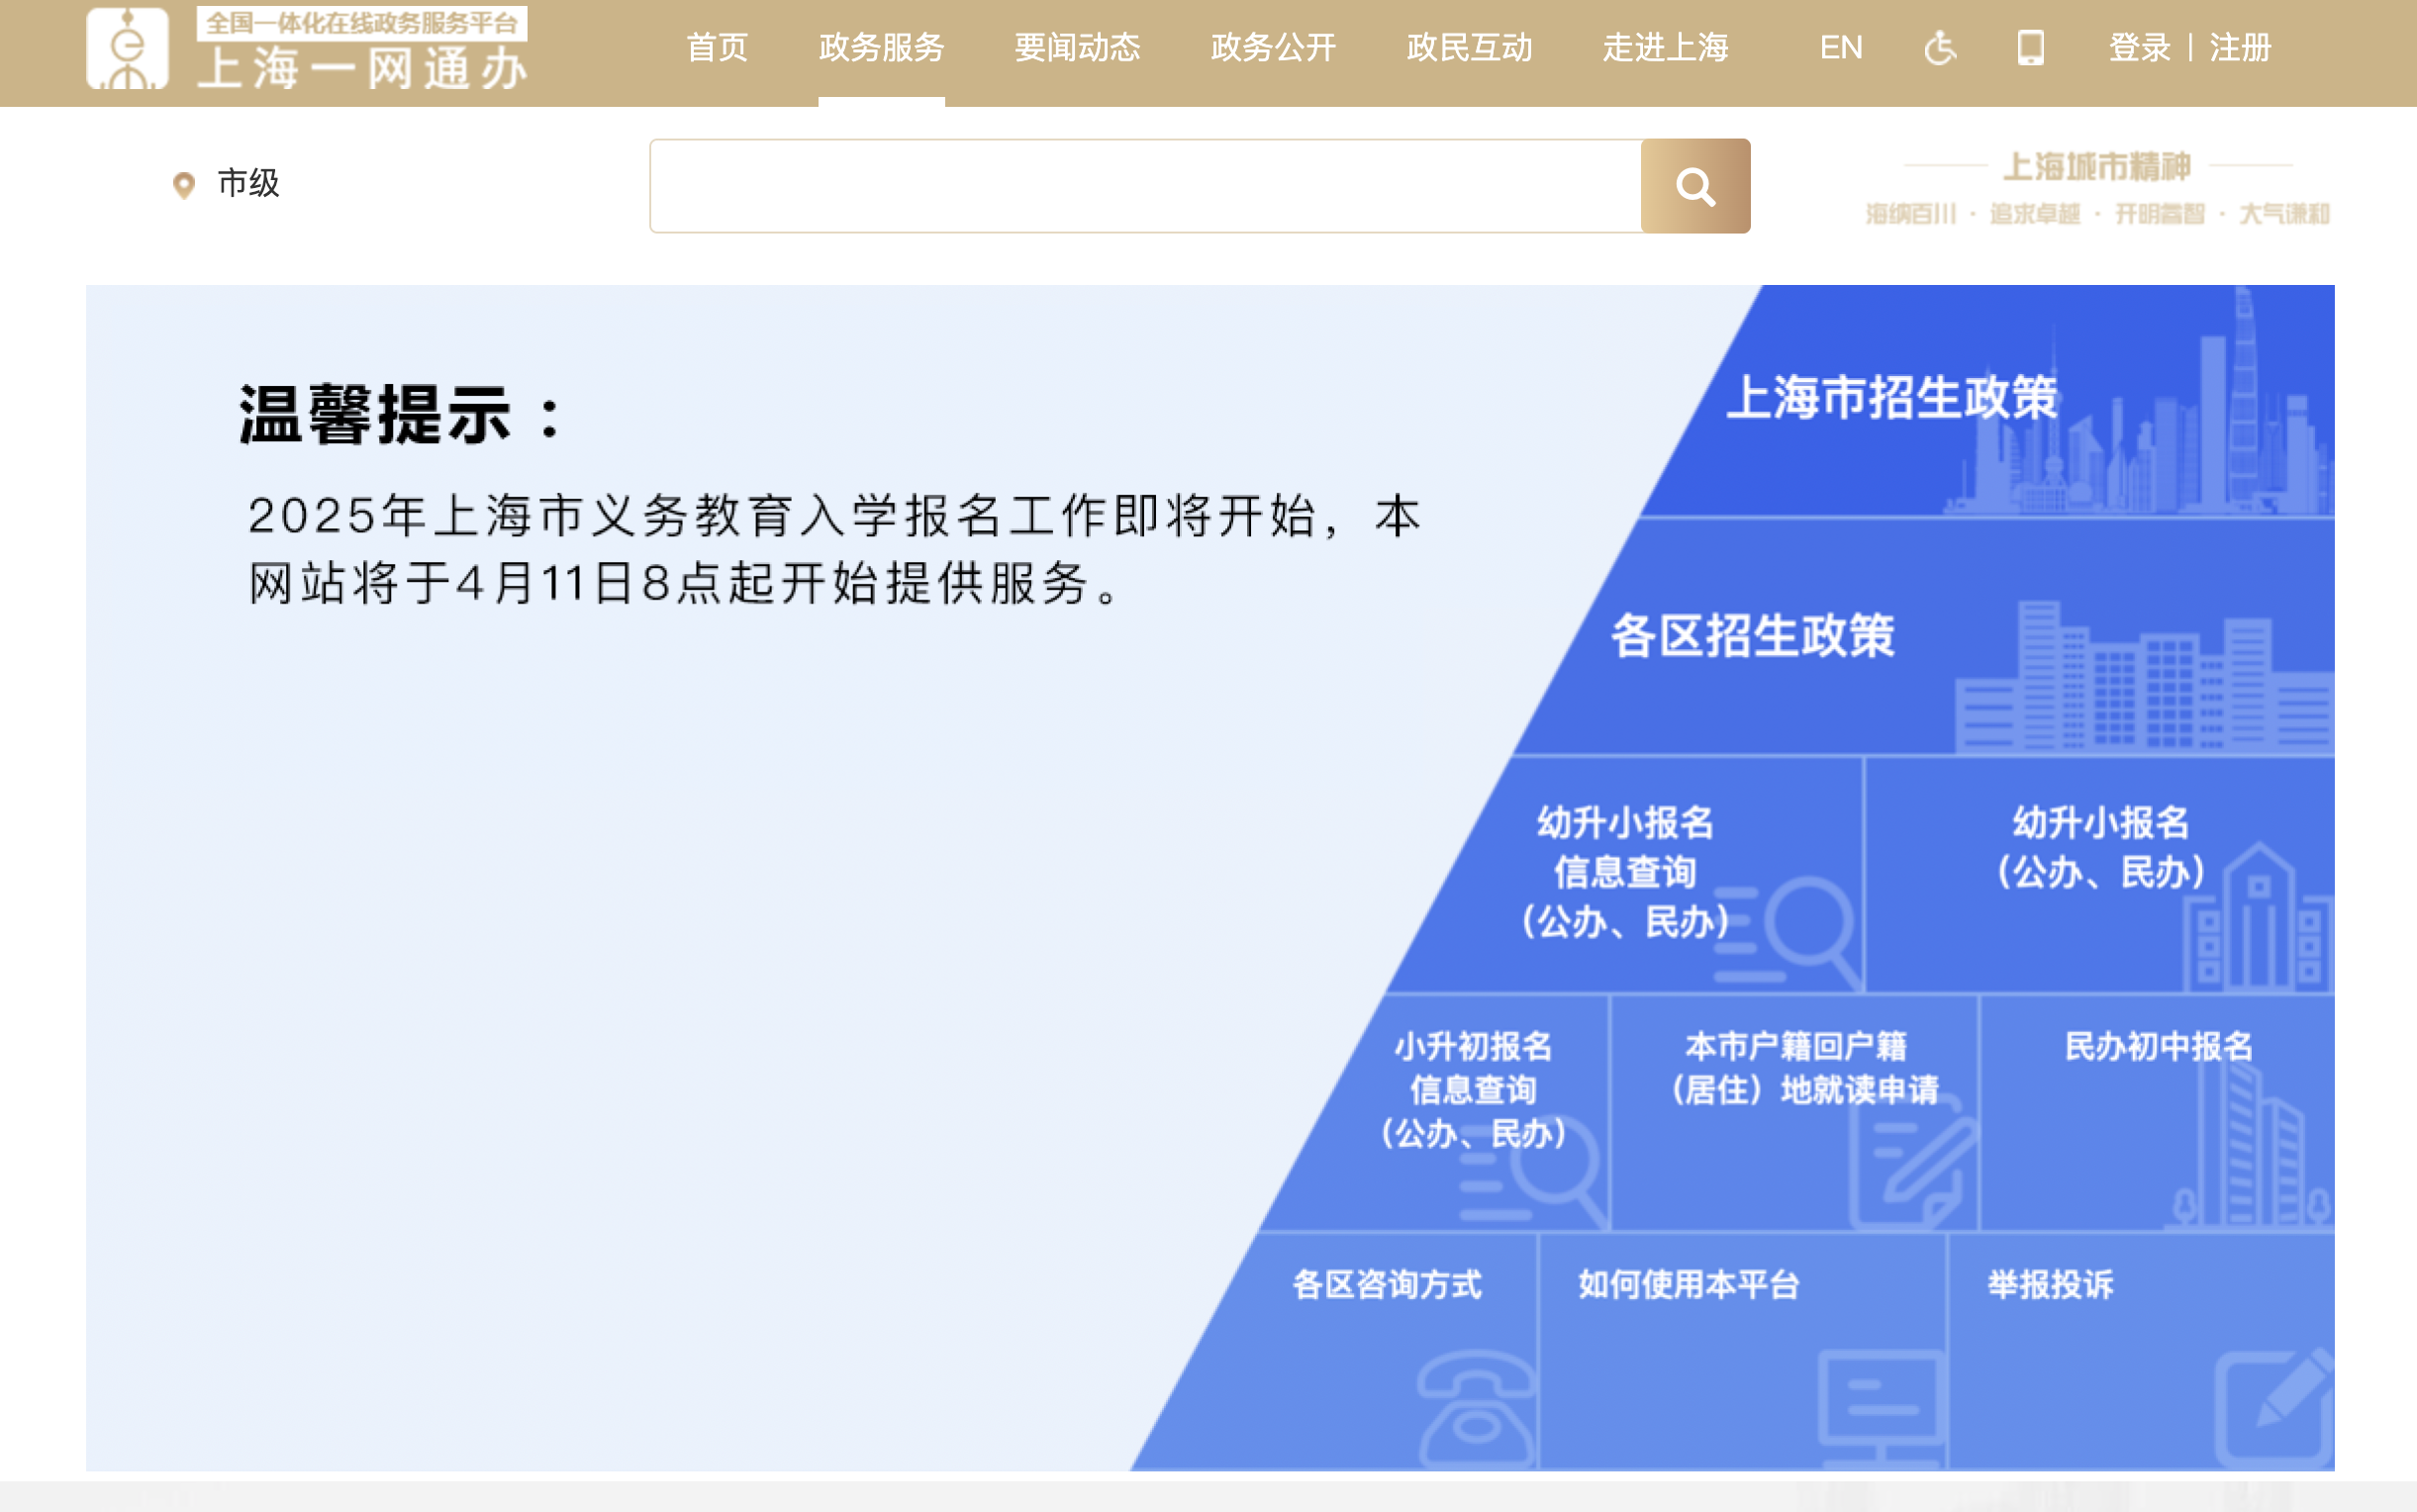 全国一体化在线政务服务平台
上海一网通办
首页 政务服务 要闻动态 政务公开 政民互动 走进上海 EN 登录 | 注册
市级
上海城市精神
海纳百川 · 追求卓越 · 开明睿智 · 大气谦和
温馨提示：
2025年上海市义务教育入学报名工作即将开始，本
网站将于4月11日8点起开始提供服务。
上海市招生政策
各区招生政策
幼升小报名
信息查询
（公办、民办）
幼升小报名
（公办、民办）
小升初报名
信息查询
（公办、民办）
本市户籍回户籍
（居住）地就读申请
民办初中报名
各区咨询方式
如何使用本平台
举报投诉